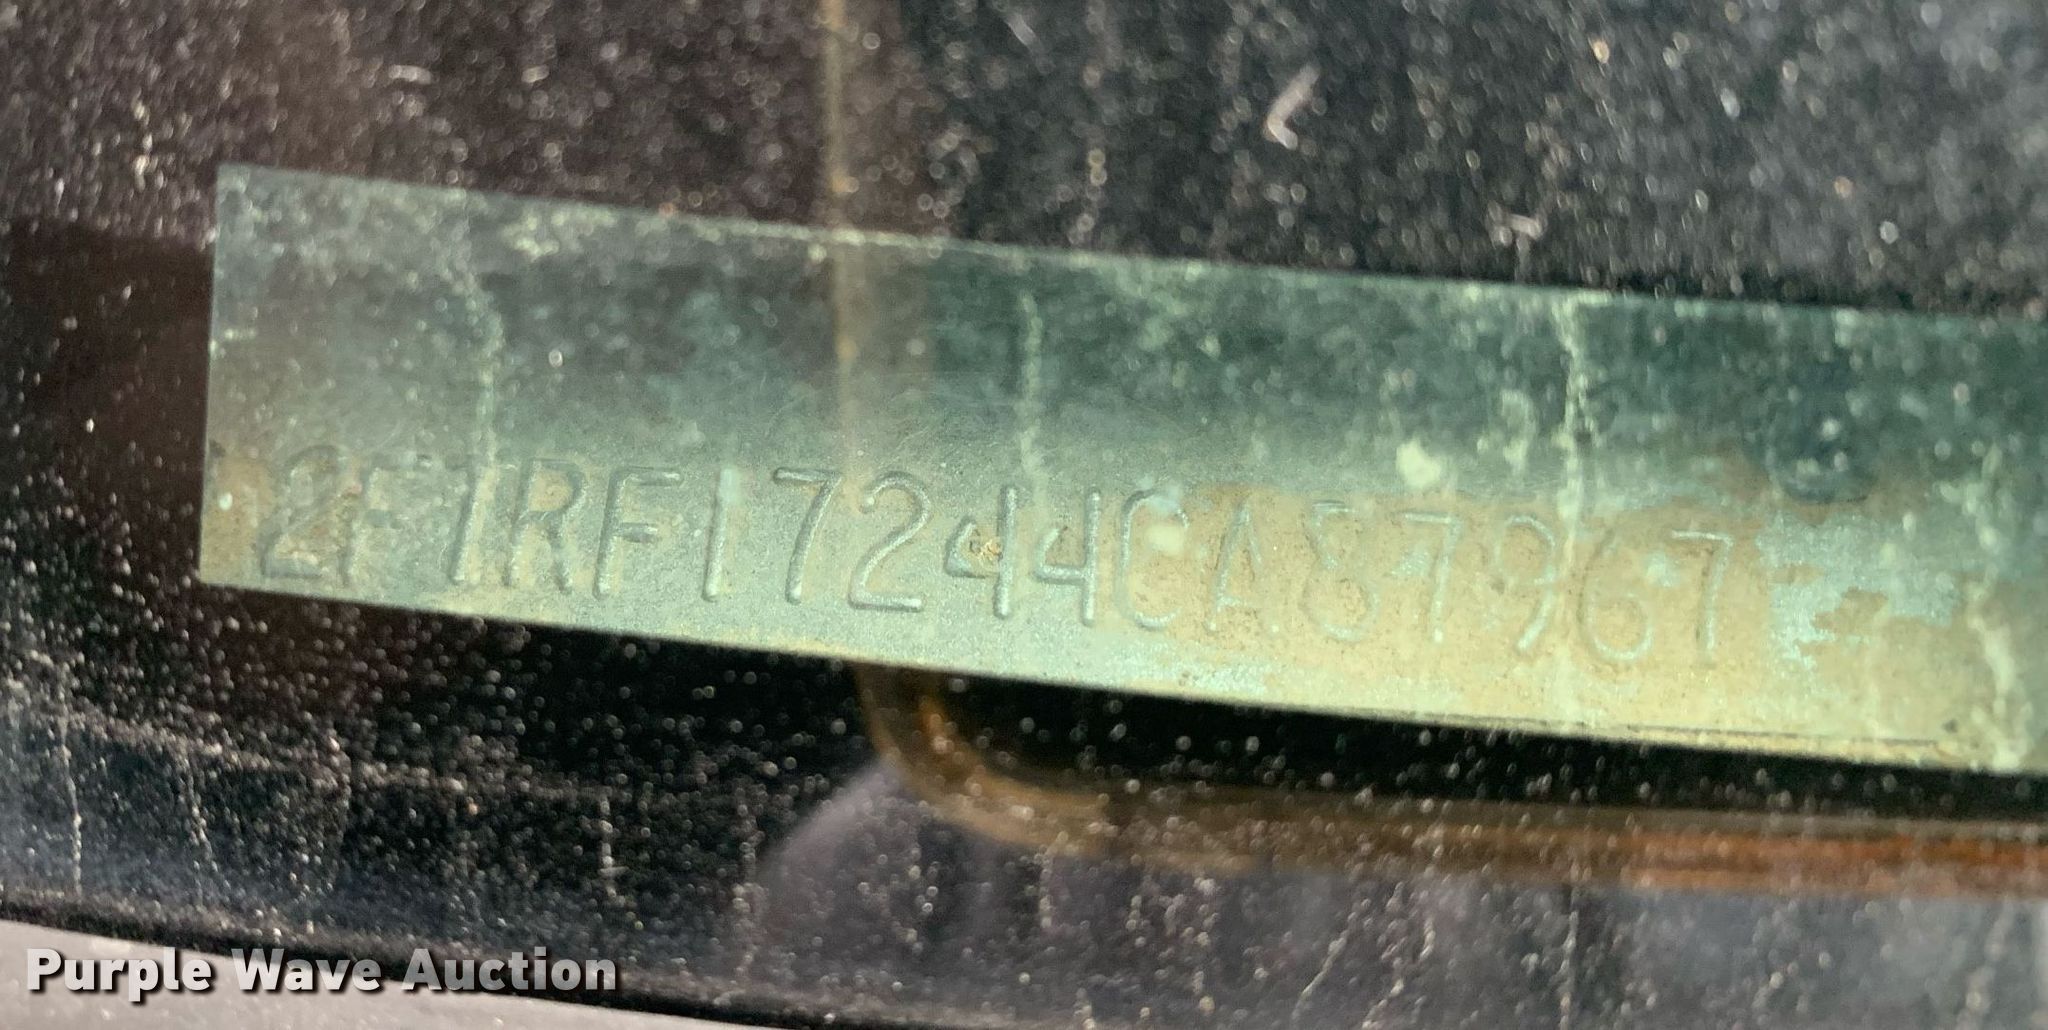 2FTRF17244CA87967
Purple Wave Auction